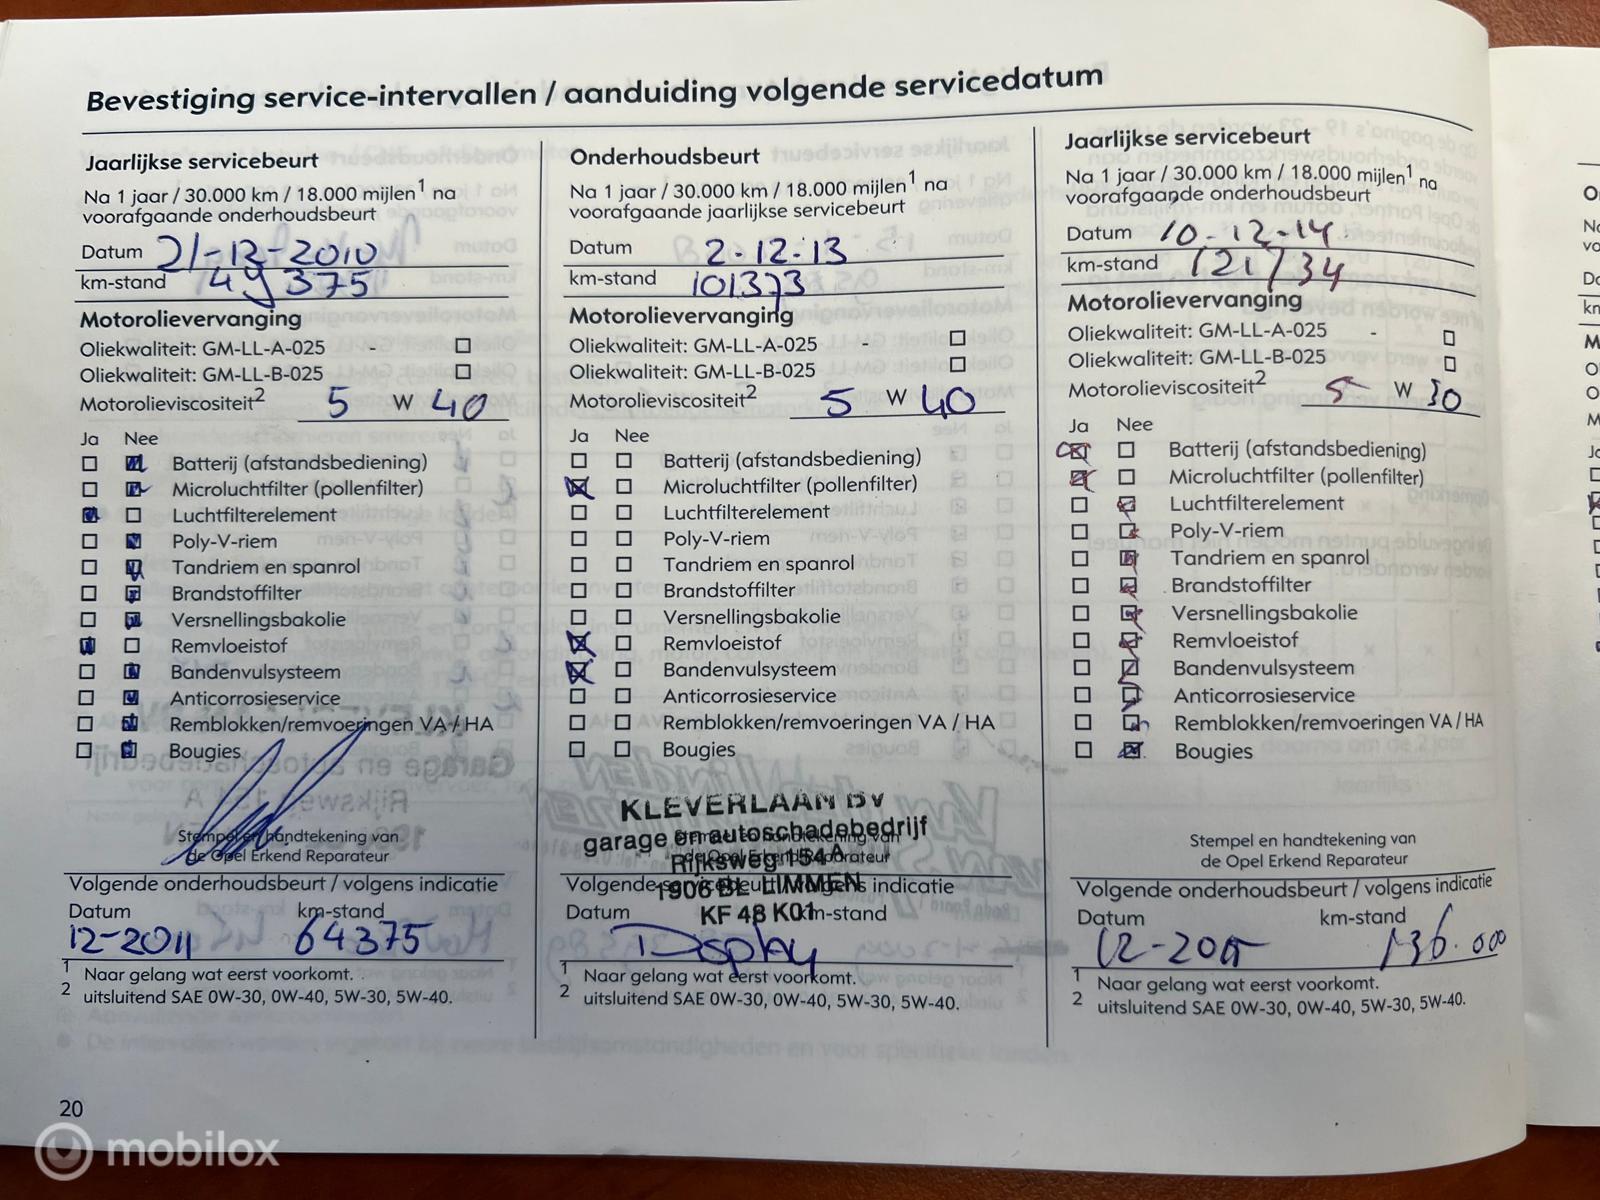 Bevestiging service-intervallen / aanduiding volgende servicedatum
Jaarlijkse servicebeurt
Na 1 jaar / 30.000 km / 18.000 mijlen1 na
voorafgaande onderhoudsbeurt
Datum 21-12-2010
km-stand 49375
Motorolievervanging
Oliekwaliteit: GM-LL-A-025 -
Oliekwaliteit: GM-LL-B-025
Motorolieviscositeit2 5 W 40
Ja Nee
Batterij (afstandsbediening)
Microluchtfilter (pollenfilter)
Luchtfilterelement
Poly-V-riem
Tandriem en spanrol
Brandstoffilter
Versnellingsbakolie
Remvloeistof
Bandenvulsysteem
Anticorrosieservice
Remblokken/remvoeringen VA / HA
Bougies
Stempel en handtekening van
de Opel Erkend Reparateur
Volgende onderhoudsbeurt / volgens indicatie
Datum km-stand
12-2011 64375
1 Naar gelang wat eerst voorkomt.
2 uitsluitend SAE 0W-30, 0W-40, 5W-30, 5W-40.
20
Onderhoudsbeurt
Na 1 jaar / 30.000 km / 18.000 mijlen1 na
voorafgaande jaarlijkse servicebeurt
Datum 2-12-13
km-stand 101373
Motorolievervanging
Oliekwaliteit: GM-LL-A-025 -
Oliekwaliteit: GM-LL-B-025
Motorolieviscositeit2 5 W 40
Ja Nee
Batterij (afstandsbediening)
Microluchtfilter (pollenfilter)
Luchtfilterelement
Poly-V-riem
Tandriem en spanrol
Brandstoffilter
Versnellingsbakolie
Remvloeistof
Bandenvulsysteem
Anticorrosieservice
Remblokken/remvoeringen VA / HA
Bougies
KLEVERLAAN BV
garage en autoschadebedrijf
Rijksweg 154 A
1906 BL LIMMEN
KF 48 K01
Volgende servicebeurt / volgens indicatie
Datum km-stand
Display
1 Naar gelang wat eerst voorkomt.
2 uitsluitend SAE 0W-30, 0W-40, 5W-30, 5W-40.
Jaarlijkse servicebeurt
Na 1 jaar / 30.000 km / 18.000 mijlen1 na
voorafgaande onderhoudsbeurt
Datum 10-12-14
km-stand 121734
Motorolievervanging
Oliekwaliteit: GM-LL-A-025 -
Oliekwaliteit: GM-LL-B-025
Motorolieviscositeit2 5 W 30
Ja Nee
Batterij (afstandsbediening)
Microluchtfilter (pollenfilter)
Luchtfilterelement
Poly-V-riem
Tandriem en spanrol
Brandstoffilter
Versnellingsbakolie
Remvloeistof
Bandenvulsysteem
Anticorrosieservice
Remblokken/remvoeringen VA / HA
Bougies
Stempel en handtekening van
de Opel Erkend Reparateur
Volgende onderhoudsbeurt / volgens indicatie
Datum km-stand
12-2015 136.000
1 Naar gelang wat eerst voorkomt.
2 uitsluitend SAE 0W-30, 0W-40, 5W-30, 5W-40.
mobilox